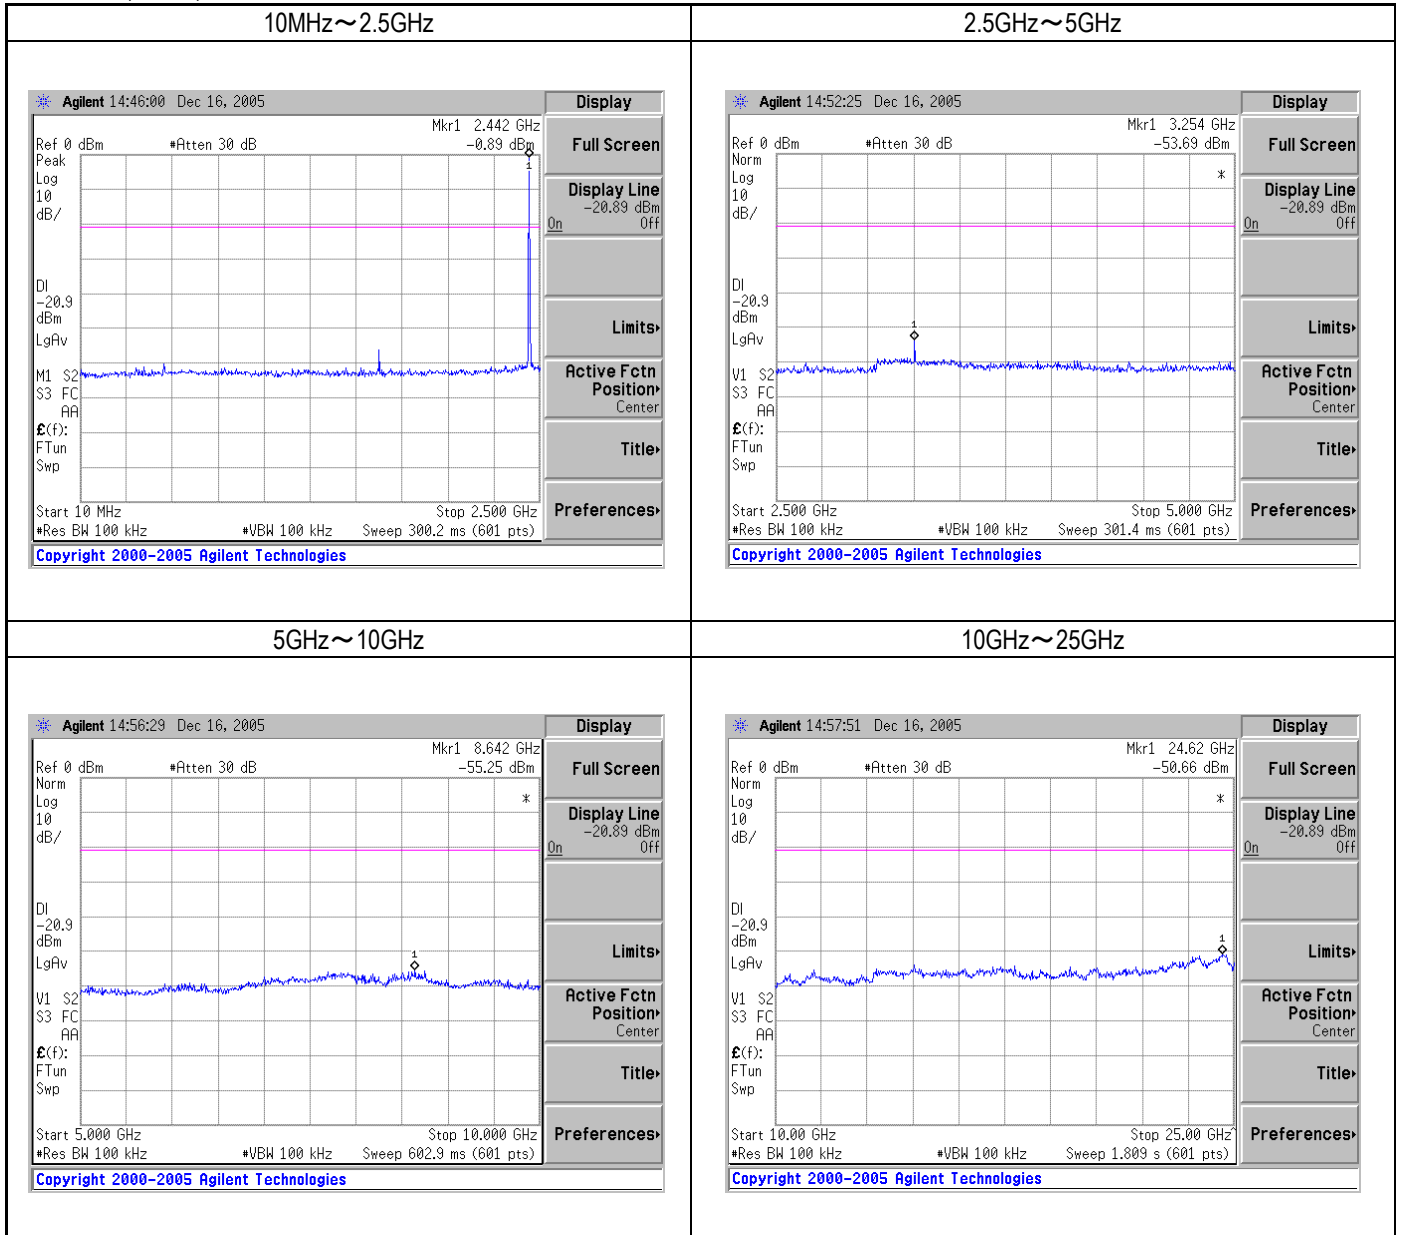 10MHz～2.5GHz
Agilent 14:46:00 Dec 16, 2005
Display
Mkr1 2.442 GHz
Ref 0 dBm #Atten 30 dB -0.89 dBm
Peak
Log
10
dB/
1
DI
-20.9
dBm
LgAv
M1 S2
S3 FC
AA
£(f):
FTun
Swp
Start 10 MHz Stop 2.500 GHz
#Res BW 100 kHz #VBW 100 kHz Sweep 300.2 ms (601 pts)
Full Screen
Display Line
-20.89 dBm
On Off
Limits
Active Fctn
Position
Center
Title
Preferences
Copyright 2000-2005 Agilent Technologies
2.5GHz～5GHz
Agilent 14:52:25 Dec 16, 2005
Display
Mkr1 3.254 GHz
Ref 0 dBm #Atten 30 dB -53.69 dBm
Norm
Log
10
dB/
*
1
DI
-20.9
dBm
LgAv
V1 S2
S3 FC
AA
£(f):
FTun
Swp
Start 2.500 GHz Stop 5.000 GHz
#Res BW 100 kHz #VBW 100 kHz Sweep 301.4 ms (601 pts)
Full Screen
Display Line
-20.89 dBm
On Off
Limits
Active Fctn
Position
Center
Title
Preferences
Copyright 2000-2005 Agilent Technologies
5GHz～10GHz
Agilent 14:56:29 Dec 16, 2005
Display
Mkr1 8.642 GHz
Ref 0 dBm #Atten 30 dB -55.25 dBm
Norm
Log
10
dB/
*
1
DI
-20.9
dBm
LgAv
V1 S2
S3 FC
AA
£(f):
FTun
Swp
Start 5.000 GHz Stop 10.000 GHz
#Res BW 100 kHz #VBW 100 kHz Sweep 602.9 ms (601 pts)
Full Screen
Display Line
-20.89 dBm
On Off
Limits
Active Fctn
Position
Center
Title
Preferences
Copyright 2000-2005 Agilent Technologies
10GHz～25GHz
Agilent 14:57:51 Dec 16, 2005
Display
Mkr1 24.62 GHz
Ref 0 dBm #Atten 30 dB -50.66 dBm
Norm
Log
10
dB/
*
1
DI
-20.9
dBm
LgAv
V1 S2
S3 FC
AA
£(f):
FTun
Swp
Start 10.00 GHz Stop 25.00 GHz^
#Res BW 100 kHz #VBW 100 kHz Sweep 1.809 s (601 pts)
Full Screen
Display Line
-20.89 dBm
On Off
Limits
Active Fctn
Position
Center
Title
Preferences
Copyright 2000-2005 Agilent Technologies